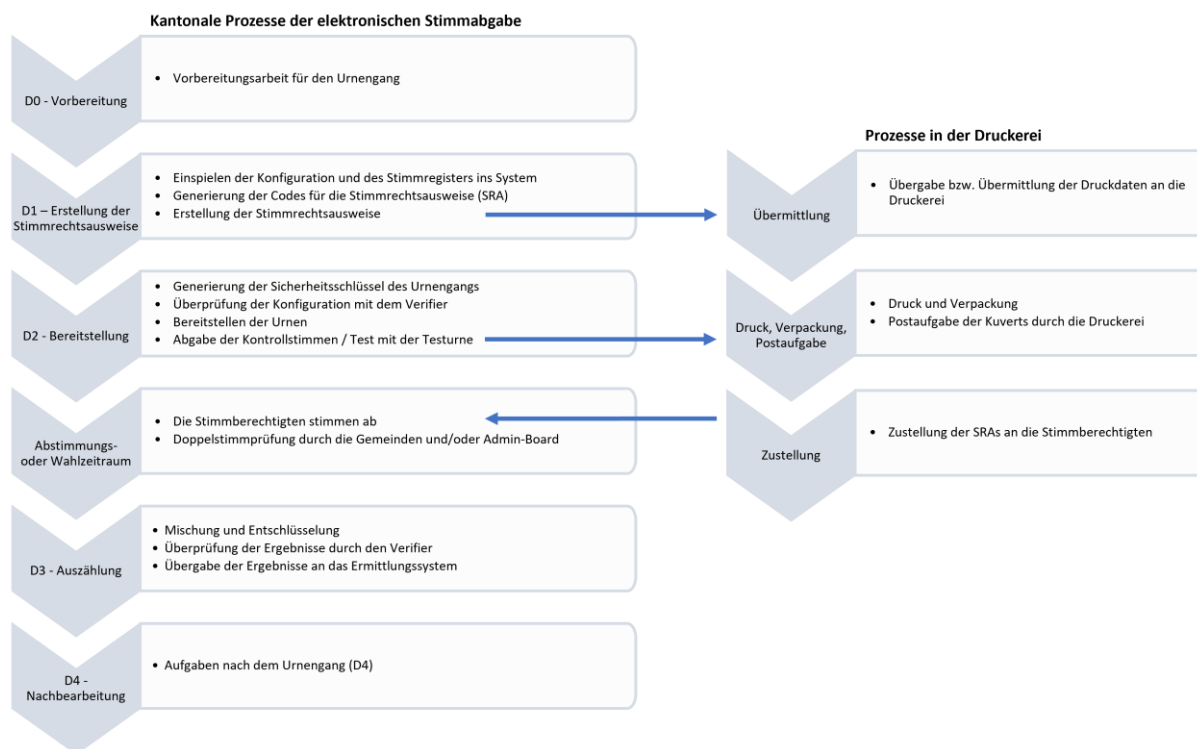 Kantonale Prozesse der elektronischen Stimmabgabe
D0 - Vorbereitung
• Vorbereitungsarbeit für den Urnengang
D1 – Erstellung der
Stimmrechtsausweise
• Einspielen der Konfiguration und des Stimmregisters ins System
• Generierung der Codes für die Stimmrechtsausweise (SRA)
• Erstellung der Stimmrechtsausweise
D2 - Bereitstellung
• Generierung der Sicherheitsschlüssel des Urnengangs
• Überprüfung der Konfiguration mit dem Verifier
• Bereitstellen der Urnen
• Abgabe der Kontrollstimmen / Test mit der Testurne
Abstimmungs-
oder Wahlzeitraum
• Die Stimmberechtigten stimmen ab
• Doppelstimmprüfung durch die Gemeinden und/oder Admin-Board
D3 - Auszählung
• Mischung und Entschlüsselung
• Überprüfung der Ergebnisse durch den Verifier
• Übergabe der Ergebnisse an das Ermittlungssystem
D4 -
Nachbearbeitung
• Aufgaben nach dem Urnengang (D4)
Prozesse in der Druckerei
Übermittlung
• Übergabe bzw. Übermittlung der Druckdaten an die
Druckerei
Druck, Verpackung,
Postaufgabe
• Druck und Verpackung
• Postaufgabe der Kuverts durch die Druckerei
Zustellung
• Zustellung der SRAs an die Stimmberechtigten